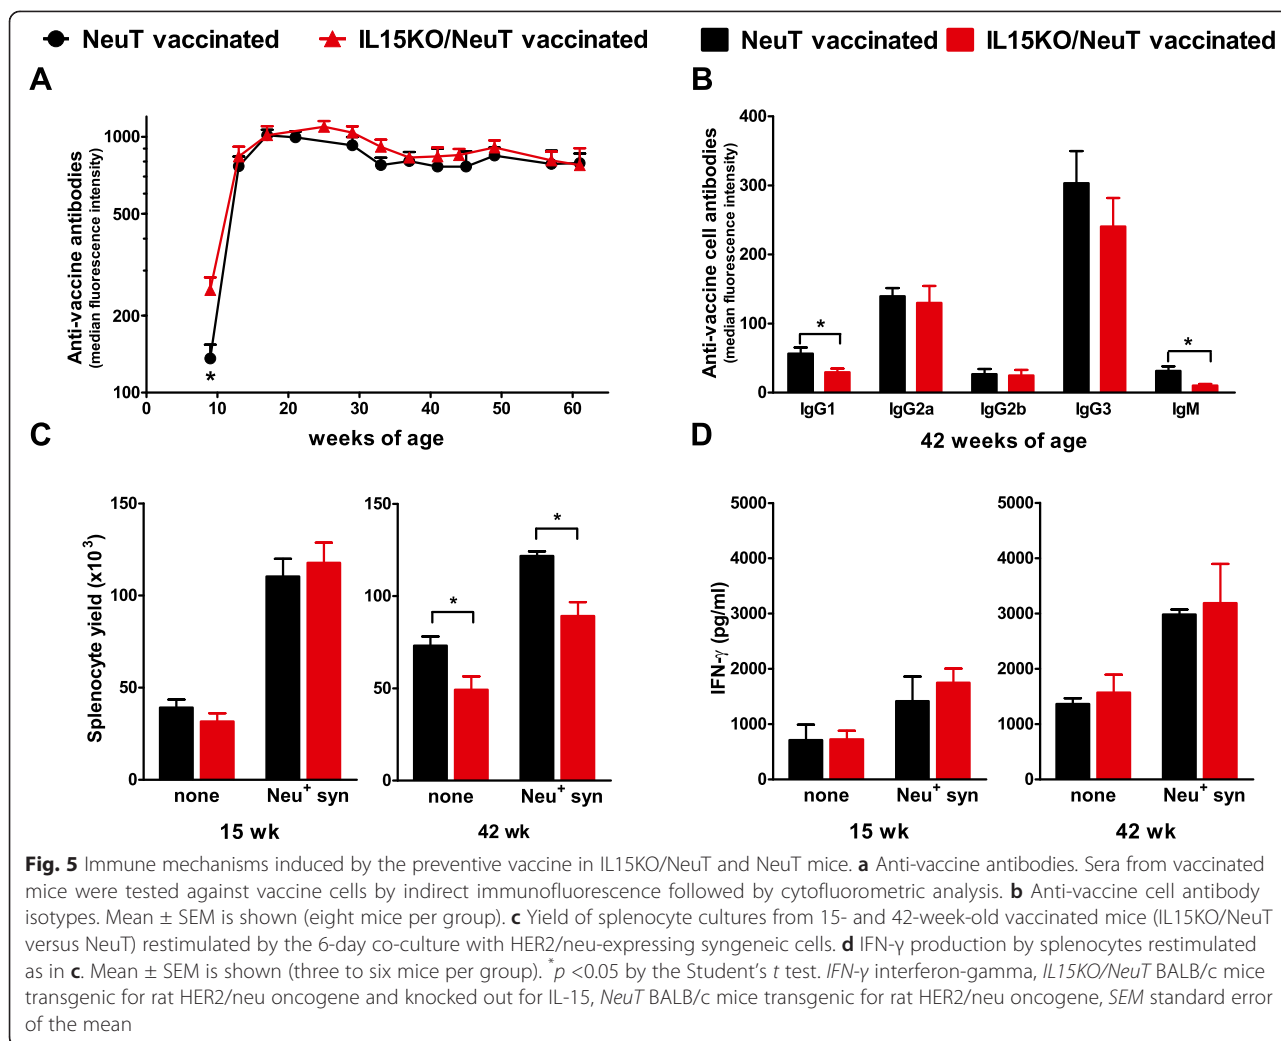 NeuT vaccinated IL15KO/NeuT vaccinated NeuT vaccinated IL15KO/NeuT vaccinated
A
Anti-vaccine antibodies
(median fluorescence intensity)
1000
500
200
100
*
0 10 20 30 40 50 60
weeks of age
B
Anti-vaccine cell antibodies
(median fluorescence intensity)
400
300
200
100
0
* *
IgG1 IgG2a IgG2b IgG3 IgM
42 weeks of age
C
Splenocyte yield (x10³)
150
100
50
0
none Neu⁺ syn
15 wk
150
100
50
0
* *
none Neu⁺ syn
42 wk
D
IFN-γ (pg/ml)
5000
4000
3000
2000
1000
0
none Neu⁺ syn
15 wk
5000
4000
3000
2000
1000
0
none Neu⁺ syn
42 wk
Fig. 5 Immune mechanisms induced by the preventive vaccine in IL15KO/NeuT and NeuT mice. a Anti-vaccine antibodies. Sera from vaccinated
mice were tested against vaccine cells by indirect immunofluorescence followed by cytofluorometric analysis. b Anti-vaccine cell antibody
isotypes. Mean ± SEM is shown (eight mice per group). c Yield of splenocyte cultures from 15- and 42-week-old vaccinated mice (IL15KO/NeuT
versus NeuT) restimulated by the 6-day co-culture with HER2/neu-expressing syngeneic cells. d IFN-γ production by splenocytes restimulated
as in c. Mean ± SEM is shown (three to six mice per group). *p <0.05 by the Student's t test. IFN-γ interferon-gamma, IL15KO/NeuT BALB/c mice
transgenic for rat HER2/neu oncogene and knocked out for IL-15, NeuT BALB/c mice transgenic for rat HER2/neu oncogene, SEM standard error
of the mean